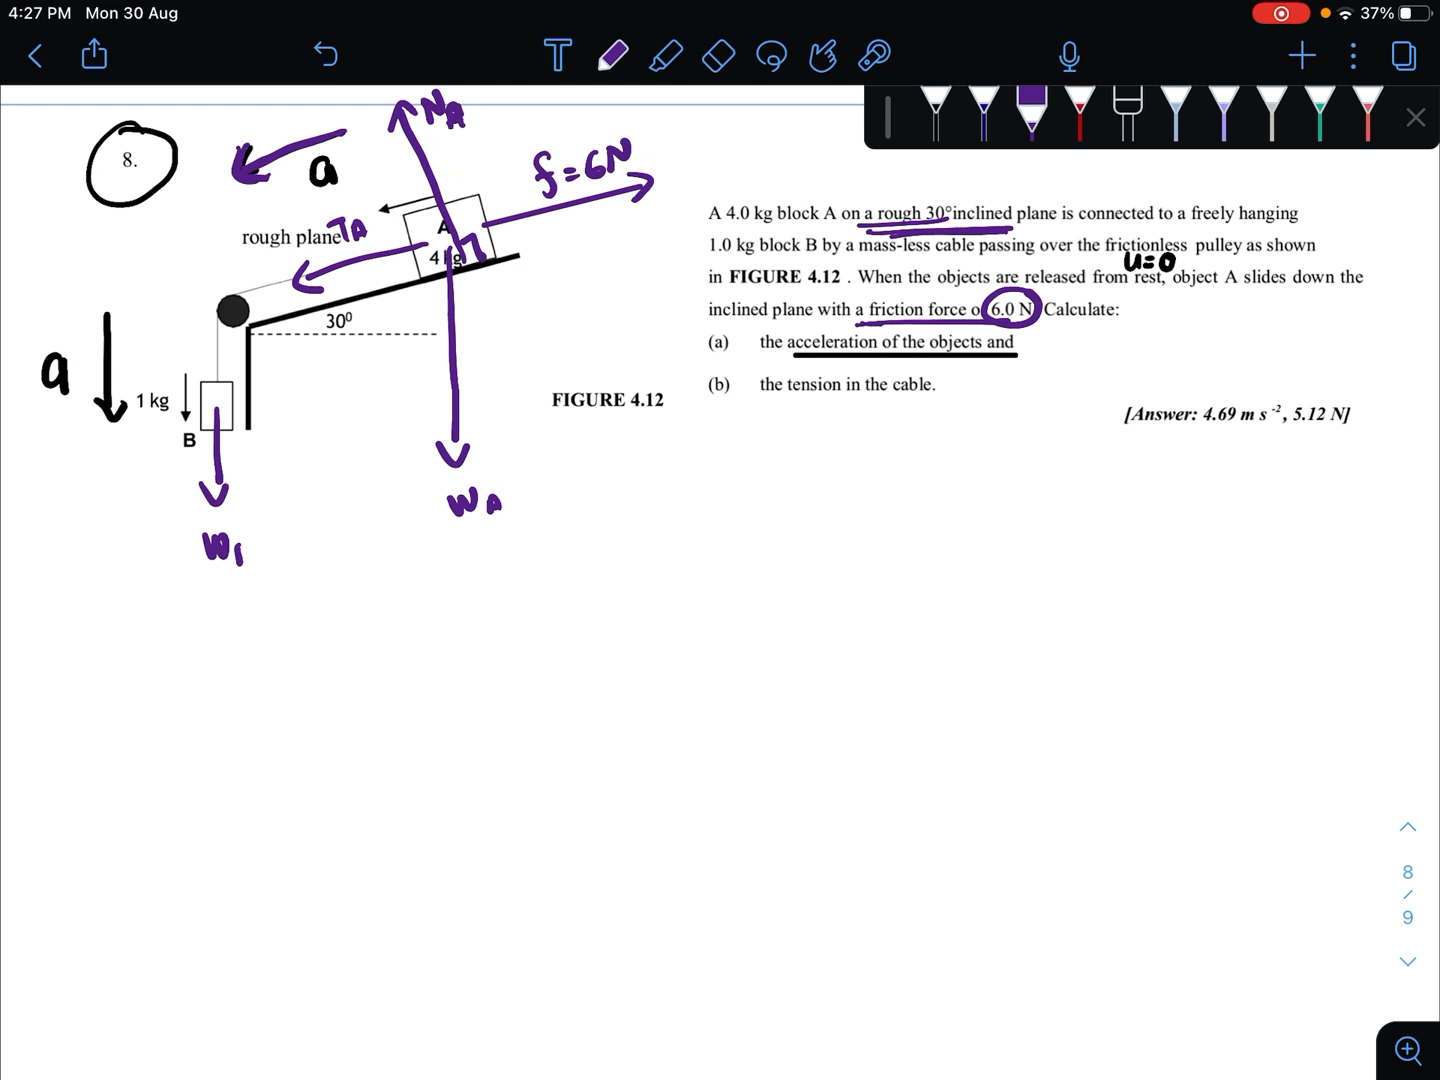 4:27 PM Mon 30 Aug
37%
T
8.
a
N_A
f = 6N
rough plane
T_A
A
4 kg
30⁰
a
1 kg
B
W_1
W_A
FIGURE 4.12
A 4.0 kg block A on a rough 30°inclined plane is connected to a freely hanging
1.0 kg block B by a mass-less cable passing over the frictionless pulley as shown
u=0
in FIGURE 4.12 . When the objects are released from rest, object A slides down the
inclined plane with a friction force of 6.0 N. Calculate:
(a) the acceleration of the objects and
(b) the tension in the cable.
[Answer: 4.69 m s ⁻², 5.12 N]
8
/
9